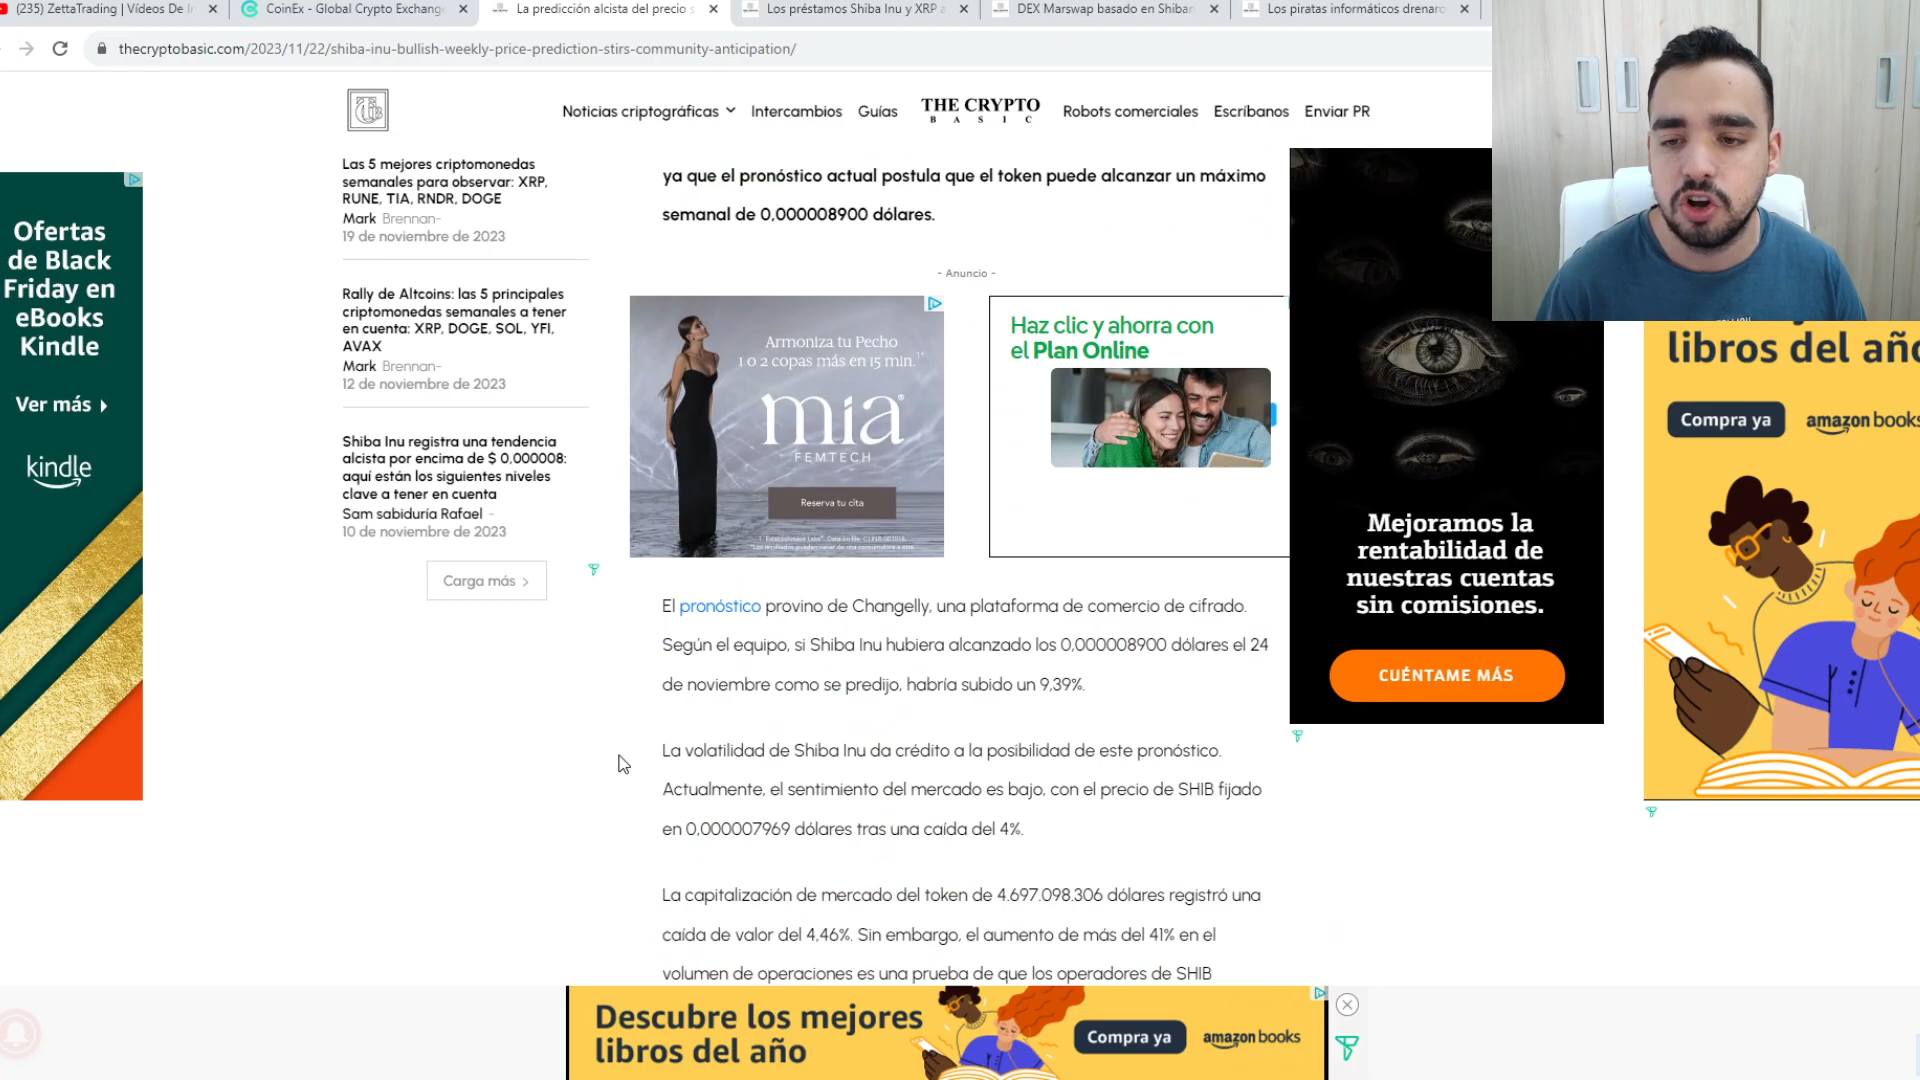 (235) ZettaTrading | Vídeos De In
CoinEx - Global Crypto Exchange
La predicción alcista del precio s
Los préstamos Shiba Inu y XRP a
DEX Marswap basado en Shibari
Los piratas informáticos drenaro
thecryptobasic.com/2023/11/22/shiba-inu-bullish-weekly-price-prediction-stirs-community-anticipation/
Noticias criptográficas
Intercambios
Guías
THE CRYPTO
BASIC
Robots comerciales
Escríbanos
Enviar PR
Las 5 mejores criptomonedas
semanales para observar: XRP,
RUNE, TIA, RNDR, DOGE
Mark Brennan-
19 de noviembre de 2023
Rally de Altcoins: las 5 principales
criptomonedas semanales a tener
en cuenta: XRP, DOGE, SOL, YFI,
AVAX
Mark Brennan-
12 de noviembre de 2023
Shiba Inu registra una tendencia
alcista por encima de $ 0,000008:
aquí están los siguientes niveles
clave a tener en cuenta
Sam sabiduría Rafael -
10 de noviembre de 2023
Carga más >
ya que el pronóstico actual postula que el token puede alcanzar un máximo
semanal de 0,000008900 dólares.
- Anuncio -
Armoniza tu Pecho
1 o 2 copas más en 15 min.
mia
FEMTECH
Reserva tu cita
Haz clic y ahorra con
el Plan Online
El pronóstico provino de Changelly, una plataforma de comercio de cifrado.
Según el equipo, si Shiba Inu hubiera alcanzado los 0,000008900 dólares el 24
de noviembre como se predijo, habría subido un 9,39%.
La volatilidad de Shiba Inu da crédito a la posibilidad de este pronóstico.
Actualmente, el sentimiento del mercado es bajo, con el precio de SHIB fijado
en 0,000007969 dólares tras una caída del 4%.
La capitalización de mercado del token de 4.697.098.306 dólares registró una
caída de valor del 4,46%. Sin embargo, el aumento de más del 41% en el
volumen de operaciones es una prueba de que los operadores de SHIB
Ofertas
de Black
Friday en
eBooks
Kindle
Ver más
kindle
Mejoramos la
rentabilidad de
nuestras cuentas
sin comisiones.
CUÉNTAME MÁS
libros del año
Compra ya
amazon books
Descubre los mejores
libros del año
Compra ya
amazon books